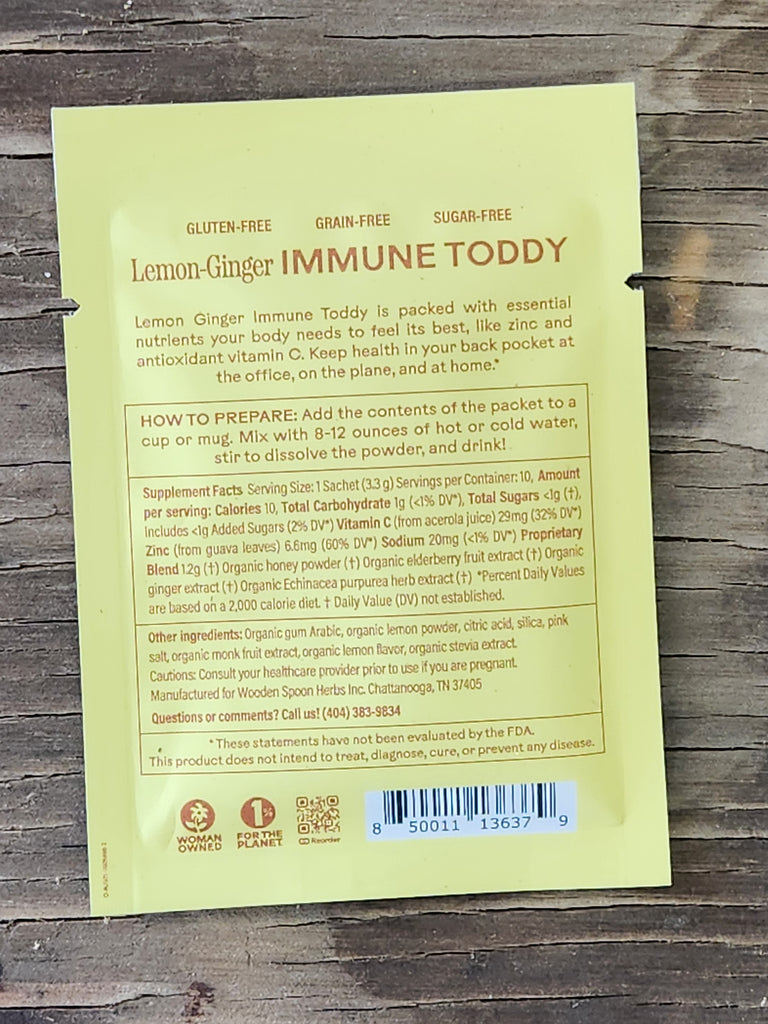 GLUTEN-FREE GRAIN-FREE SUGAR-FREE
Lemon-Ginger IMMUNE TODDY
Lemon Ginger Immune Toddy is packed with essential
nutrients your body needs to feel its best, like zinc and
antioxidant vitamin C. Keep health in your back pocket at
the office, on the plane, and at home.*
HOW TO PREPARE: Add the contents of the packet to a
cup or mug. Mix with 8-12 ounces of hot or cold water,
stir to dissolve the powder, and drink!
Supplement Facts Serving Size: 1 Sachet (3.3 g) Servings per Container: 10, Amount
per serving: Calories 10, Total Carbohydrate 1g (<1% DV*), Total Sugars <1g (†),
Includes <1g Added Sugars (2% DV*) Vitamin C (from acerola juice) 29mg (32% DV*)
Zinc (from guava leaves) 6.6mg (60% DV*) Sodium 20mg (<1% DV*) Proprietary
Blend 1.2g (†) Organic honey powder (†) Organic elderberry fruit extract (†) Organic
ginger extract (†) Organic Echinacea purpurea herb extract (†) *Percent Daily Values
are based on a 2,000 calorie diet. † Daily Value (DV) not established.
Other ingredients: Organic gum Arabic, organic lemon powder, citric acid, silica, pink
salt, organic monk fruit extract, organic lemon flavor, organic stevia extract.
Cautions: Consult your healthcare provider prior to use if you are pregnant.
Manufactured for Wooden Spoon Herbs Inc. Chattanooga, TN 37405
Questions or comments? Call us! (404) 383-9834
*These statements have not been evaluated by the FDA.
This product does not intend to treat, diagnose, cure, or prevent any disease.
WOMAN
OWNED
1%
FOR THE
PLANET
Reorder
8 50011 13637 9